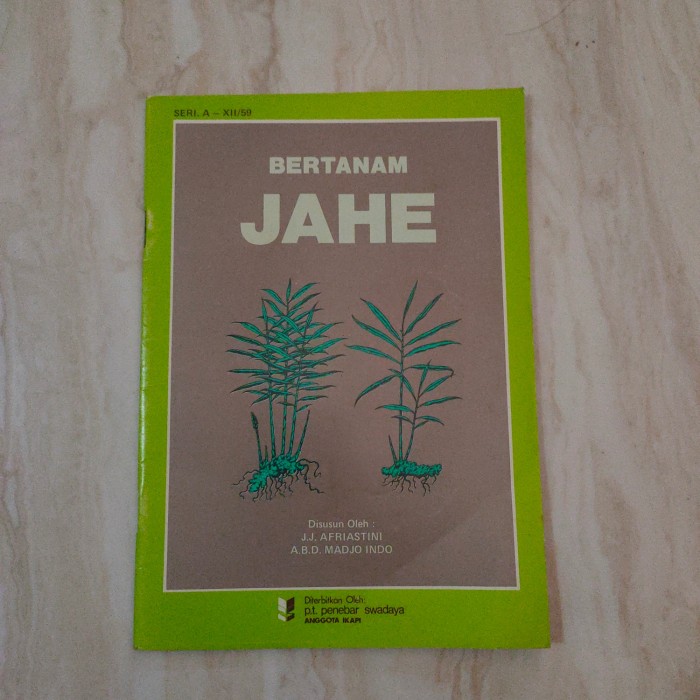 SERI. A – XII/59
BERTANAM
JAHE
Disusun Oleh :
J.J. AFRIASTINI
A.B.D. MADJO INDO
Diterbitkan Oleh:
p.t. penebar swadaya
ANGGOTA IKAPI